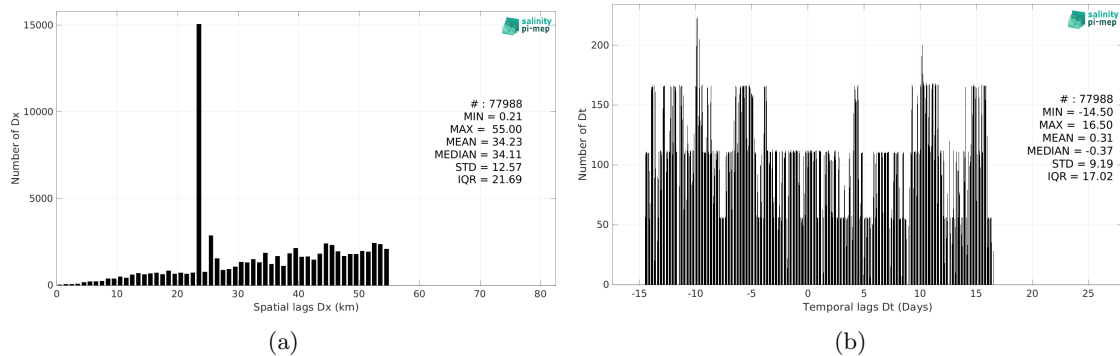 15000
10000
5000
0
Number of Dx
0 10 20 30 40 50 60 70 80
Spatial lags Dx (km)
salinity
pi-mep
# : 77988
MIN = 0.21
MAX = 55.00
MEAN = 34.23
MEDIAN = 34.11
STD = 12.57
IQR = 21.69
(a)
200
150
100
50
0
Number of Dt
-15 -10 -5 0 5 10 15 20 25
Temporal lags Dt (Days)
salinity
pi-mep
# : 77988
MIN = -14.50
MAX = 16.50
MEAN = 0.31
MEDIAN = -0.37
STD = 9.19
IQR = 17.02
(b)